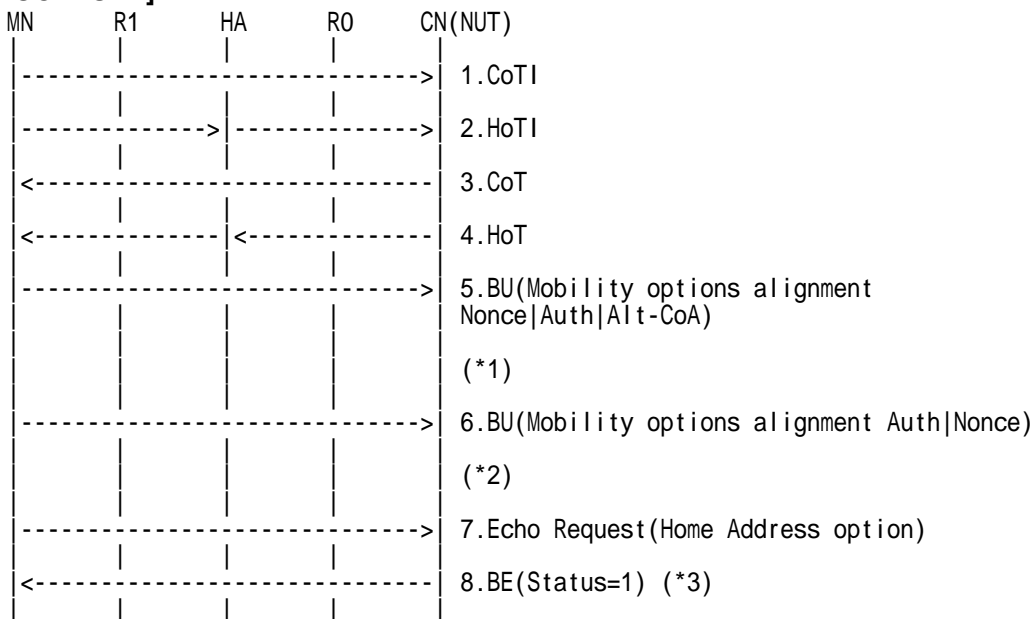 MN R1 HA R0 CN(NUT)
1.CoTI
2.HoTI
3.CoT
4.HoT
5.BU(Mobility options alignment
Nonce|Auth|Alt-CoA)
(*1)
6.BU(Mobility options alignment Auth|Nonce)
(*2)
7.Echo Request(Home Address option)
8.BE(Status=1) (*3)